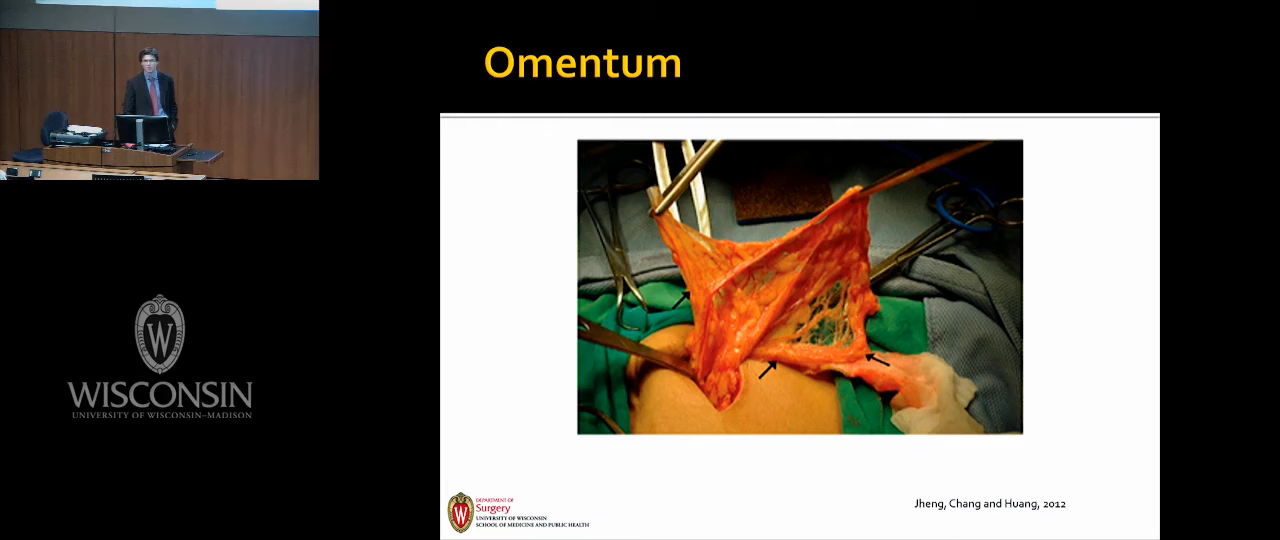 Omentum
W
WISCONSIN
UNIVERSITY OF WISCONSIN–MADISON
W
DEPARTMENT OF
Surgery
UNIVERSITY OF WISCONSIN
SCHOOL OF MEDICINE AND PUBLIC HEALTH
Jheng, Chang and Huang, 2012